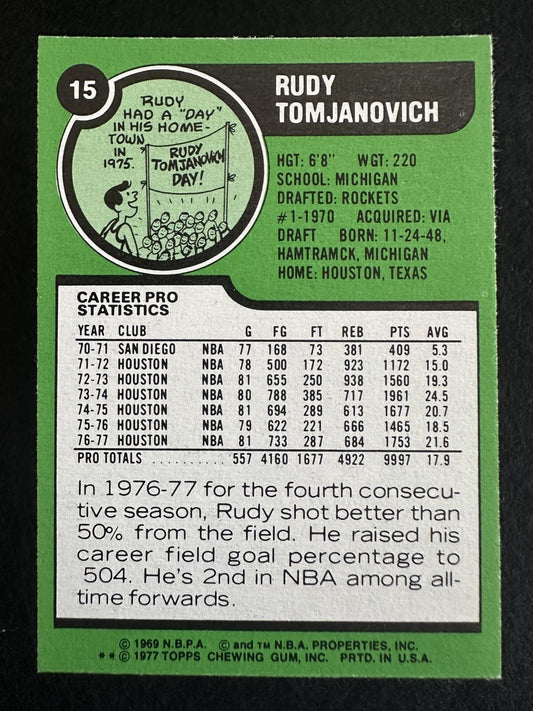 15
RUDY
HAD A "DAY"
IN HIS HOME-
TOWN
IN
1975.
RUDY
TOMJANOVICH
DAY!
RUDY
TOMJANOVICH
HGT: 6'8" WGT: 220
SCHOOL: MICHIGAN
DRAFTED: ROCKETS
#1-1970 ACQUIRED: VIA
DRAFT BORN: 11-24-48,
HAMTRAMCK, MICHIGAN
HOME: HOUSTON, TEXAS
CAREER PRO
STATISTICS
YEAR CLUB G FG FT REB PTS AVG
70-71 SAN DIEGO NBA 77 168 73 381 409 5.3
71-72 HOUSTON NBA 78 500 172 923 1172 15.0
72-73 HOUSTON NBA 81 655 250 938 1560 19.3
73-74 HOUSTON NBA 80 788 385 717 1961 24.5
74-75 HOUSTON NBA 81 694 289 613 1677 20.7
75-76 HOUSTON NBA 79 622 221 666 1465 18.5
76-77 HOUSTON NBA 81 733 287 684 1753 21.6
PRO TOTALS .......... 557 4160 1677 4922 9997 17.9
In 1976-77 for the fourth consecu-
tive season, Rudy shot better than
50% from the field. He raised his
career field goal percentage to
504. He's 2nd in NBA among all-
time forwards.
© 1969 N.B.P.A. © and ™ N.B.A. PROPERTIES, INC.
** © 1977 TOPPS CHEWING GUM, INC. PRTD. IN U.S.A.